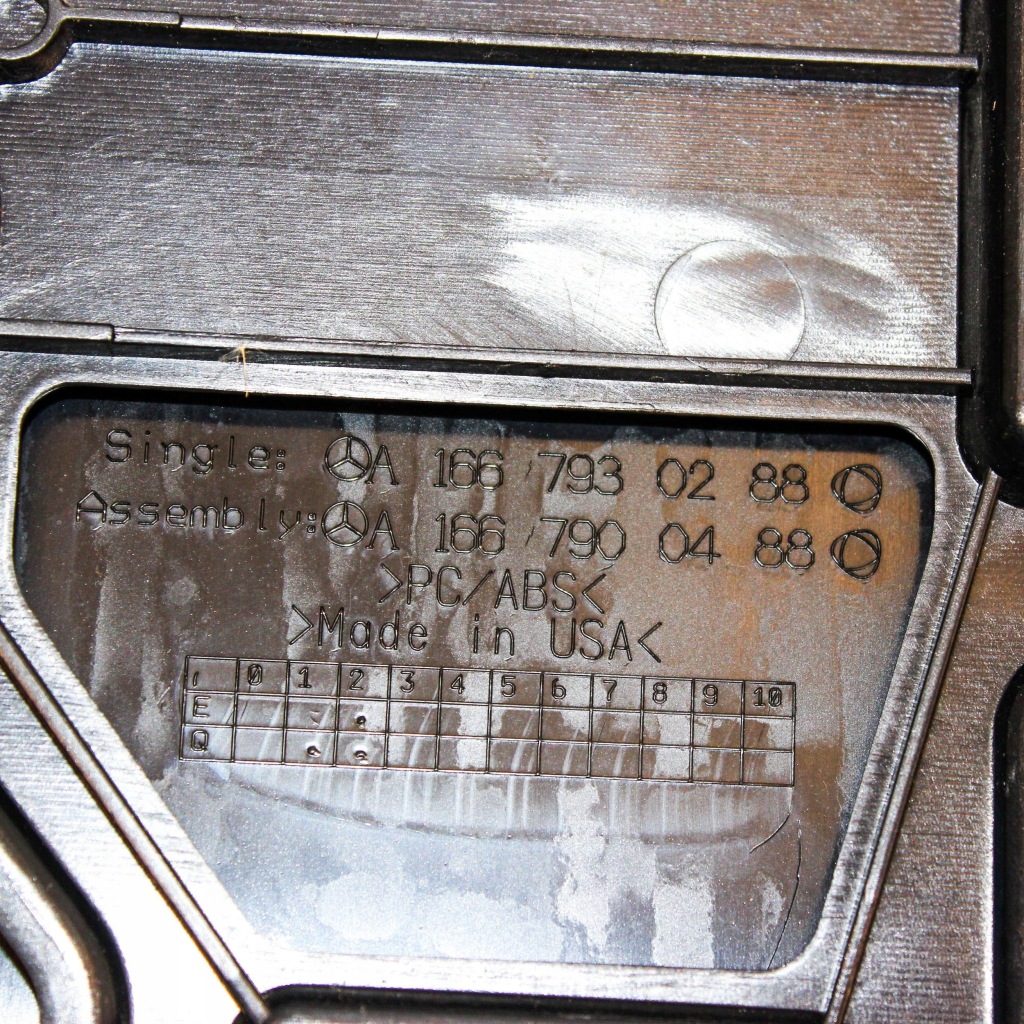 Single: A 166 793 02 88
Assembly: A 166 790 04 88
>PC/ABS<
>Made in USA<
/ 0 1 2 3 4 5 6 7 8 9 10
E
Q